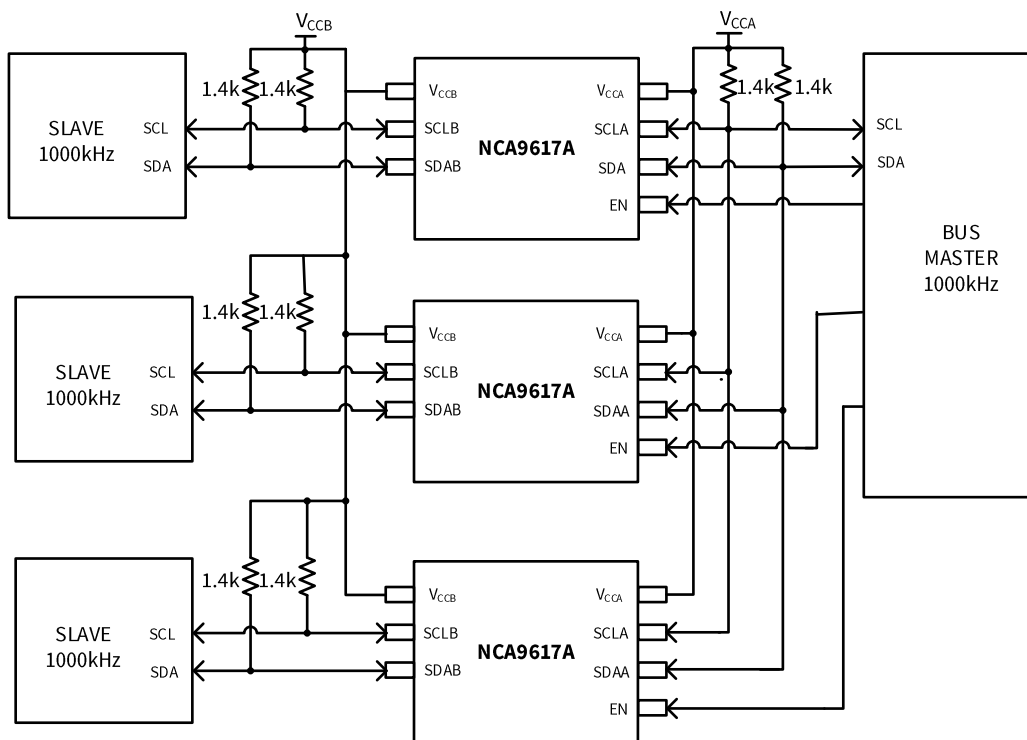 VCCB
VCCA
1.4k 1.4k
1.4k 1.4k
SLAVE
1000kHz
SCL
SDA
VCCB
SCLB
SDAB
NCA9617A
VCCA
SCLA
SDA
EN
SCL
SDA
BUS
MASTER
1000kHz
1.4k 1.4k
SLAVE
1000kHz
SCL
SDA
VCCB
SCLB
SDAB
NCA9617A
VCCA
SCLA
SDAA
EN
1.4k 1.4k
SLAVE
1000kHz
SCL
SDA
VCCB
SCLB
SDAB
NCA9617A
VCCA
SCLA
SDAA
EN